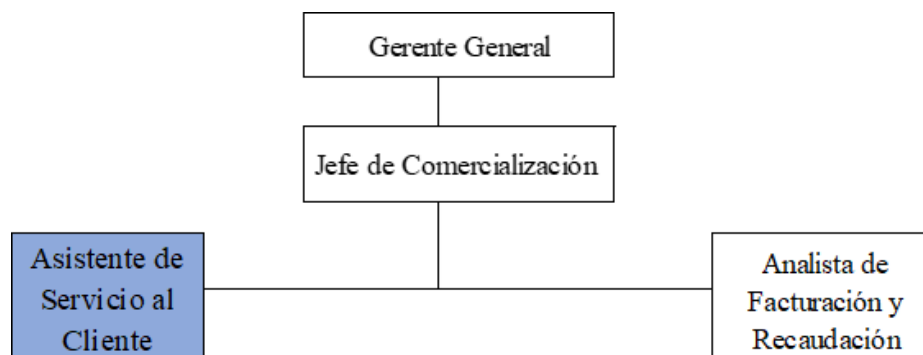 Gerente General
Jefe de Comercialización
Asistente de
Servicio al
Cliente
Analista de
Facturación y
Recaudación